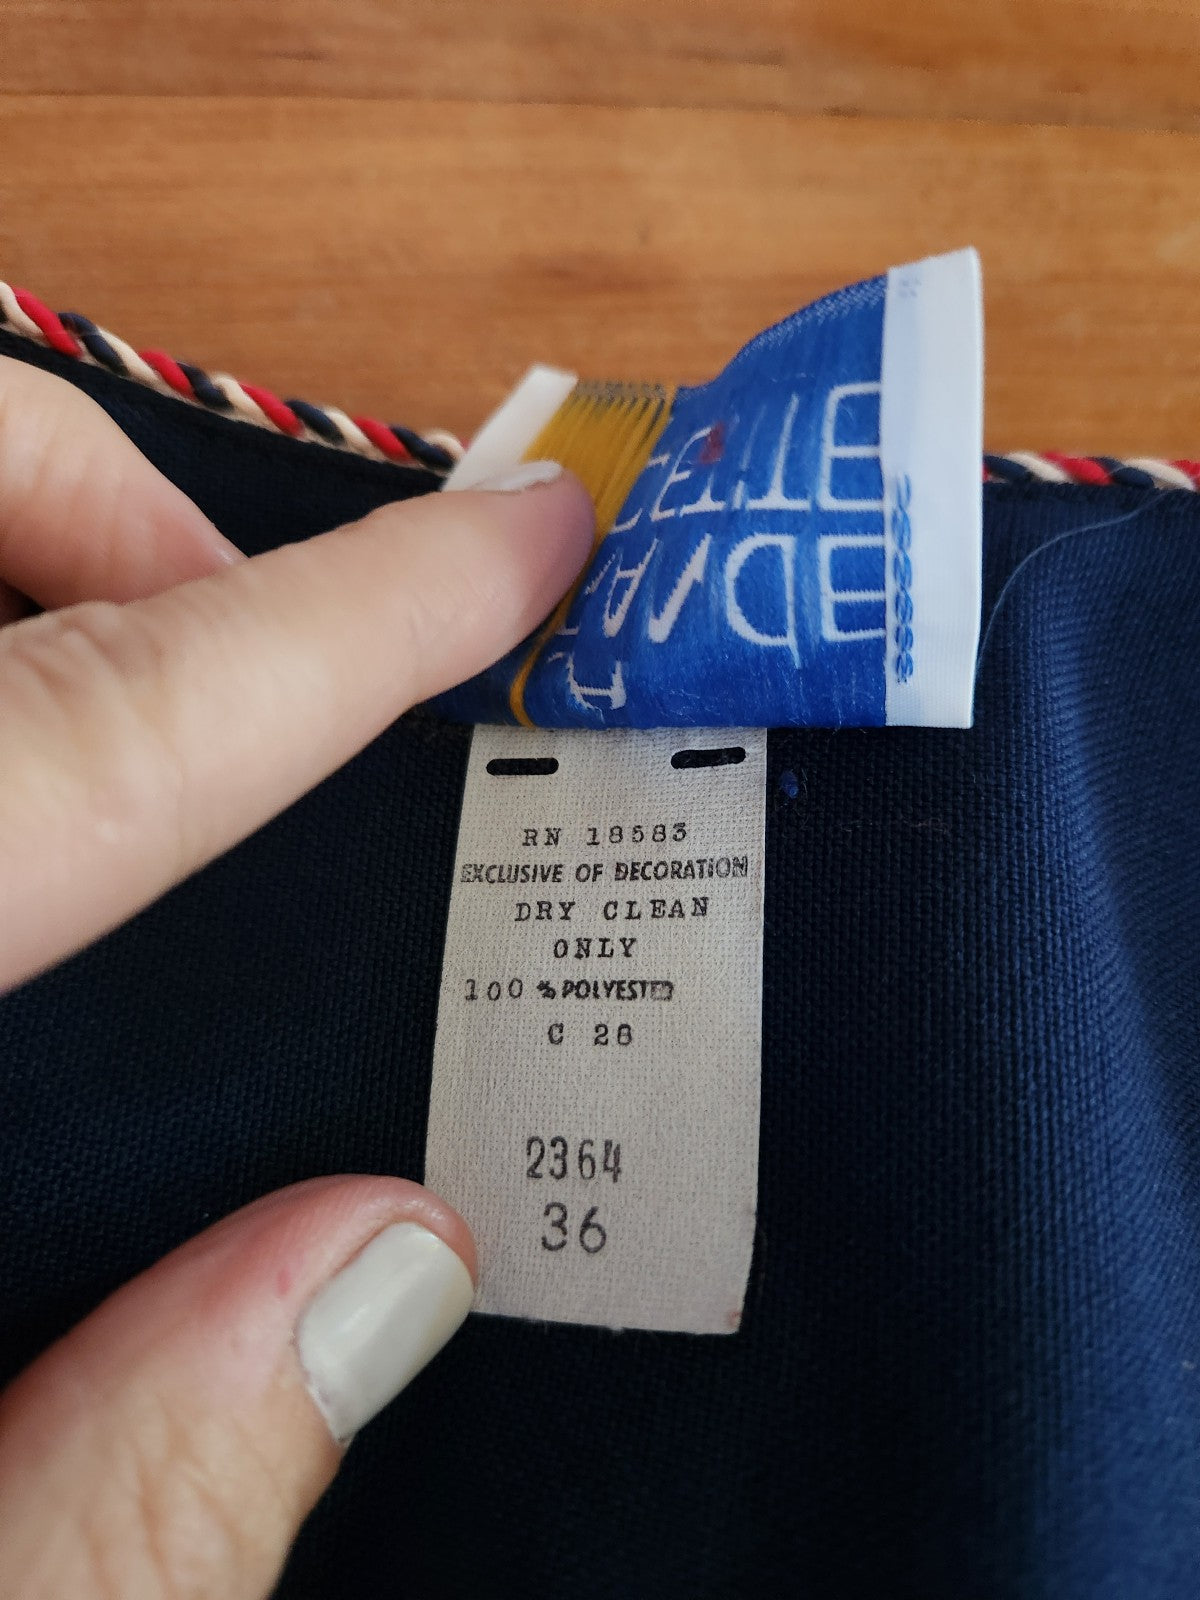 RN 18583
EXCLUSIVE OF DECORATION
DRY CLEAN
ONLY
100 % POLYESTER
C 28
2364
36